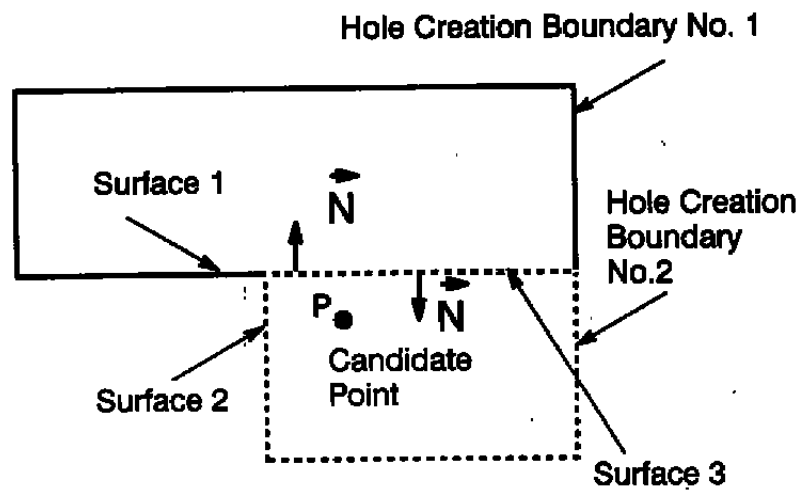 Hole Creation Boundary No. 1
Surface 1
N
Hole Creation
Boundary
No.2
P
N
Candidate
Point
Surface 2
Surface 3